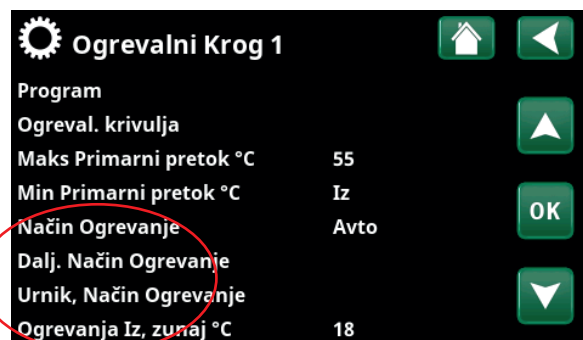 Ogrevalni Krog 1
Program
Ogreval. krivulja
Maks Primarni pretok °C 55
Min Primarni pretok °C Iz
Način Ogrevanje Avto
OK
Dalj. Način Ogrevanje
Urnik, Način Ogrevanje
Ogrevanja Iz, zunaj °C 18